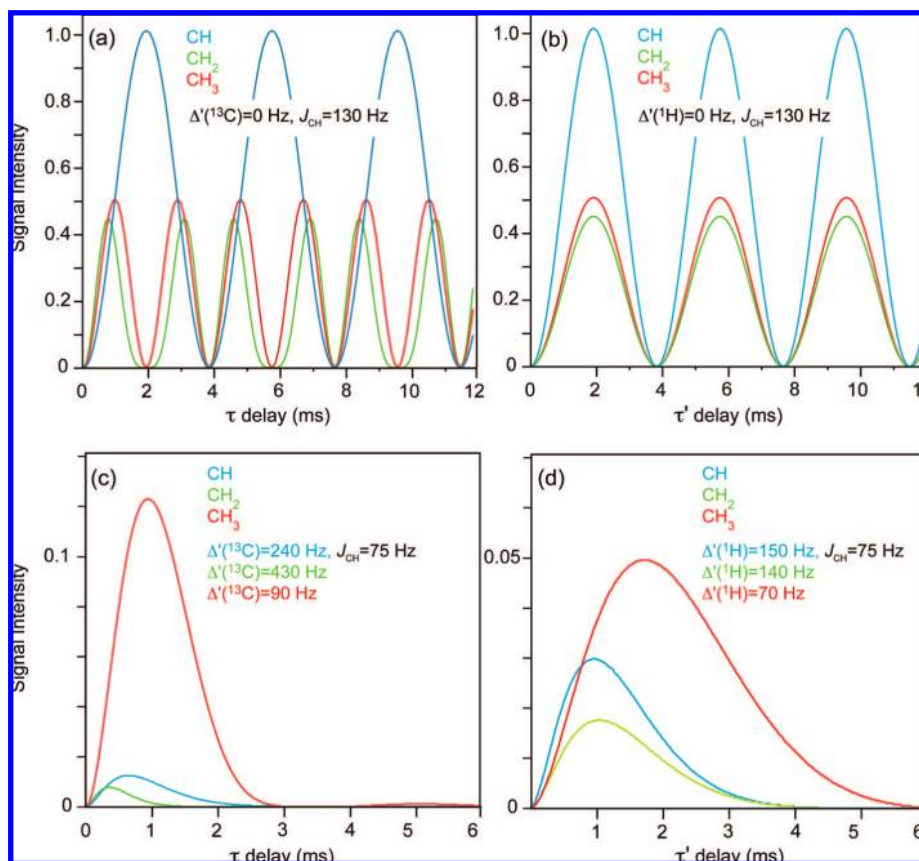 (a)
CH
CH₂
CH₃
Δ'(¹³C)=0 Hz, J_CH=130 Hz
Signal Intensity
1.0
0.8
0.6
0.4
0.2
0
0 2 4 6 8 10 12
τ delay (ms)
(b)
CH
CH₂
CH₃
Δ'(¹H)=0 Hz, J_CH=130 Hz
1.0
0.8
0.6
0.4
0.2
0
0 2 4 6 8 10
τ' delay (ms)
(c)
CH
CH₂
CH₃
Δ'(¹³C)=240 Hz, J_CH=75 Hz
Δ'(¹³C)=430 Hz
Δ'(¹³C)=90 Hz
Signal Intensity
0.1
0
0 1 2 3 4 5 6
τ delay (ms)
(d)
CH
CH₂
CH₃
Δ'(¹H)=150 Hz, J_CH=75 Hz
Δ'(¹H)=140 Hz
Δ'(¹H)=70 Hz
0.05
0
1 2 3 4 5 6
τ' delay (ms)